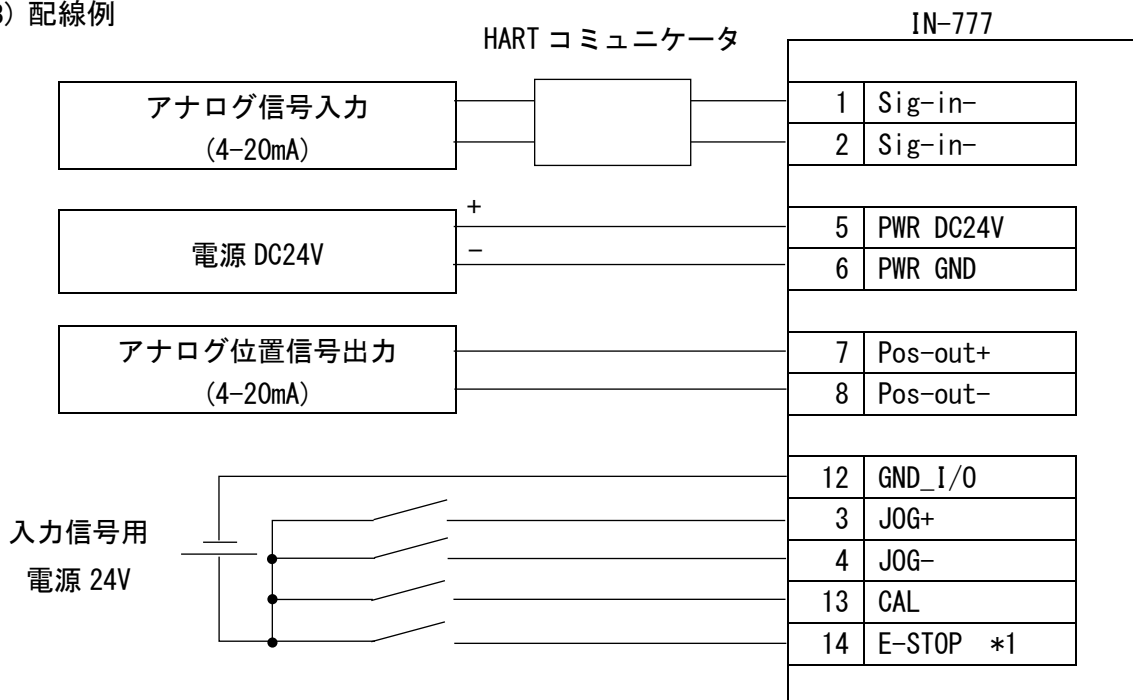 ) 配線例
IN-777
HART コミュニケータ
アナログ信号入力
(4-20mA)
1 Sig-in-
2 Sig-in-
+
-
電源 DC24V
5 PWR DC24V
6 PWR GND
アナログ位置信号出力
(4-20mA)
7 Pos-out+
8 Pos-out-
入力信号用
電源 24V
12 GND_I/O
3 JOG+
4 JOG-
13 CAL
14 E-STOP *1